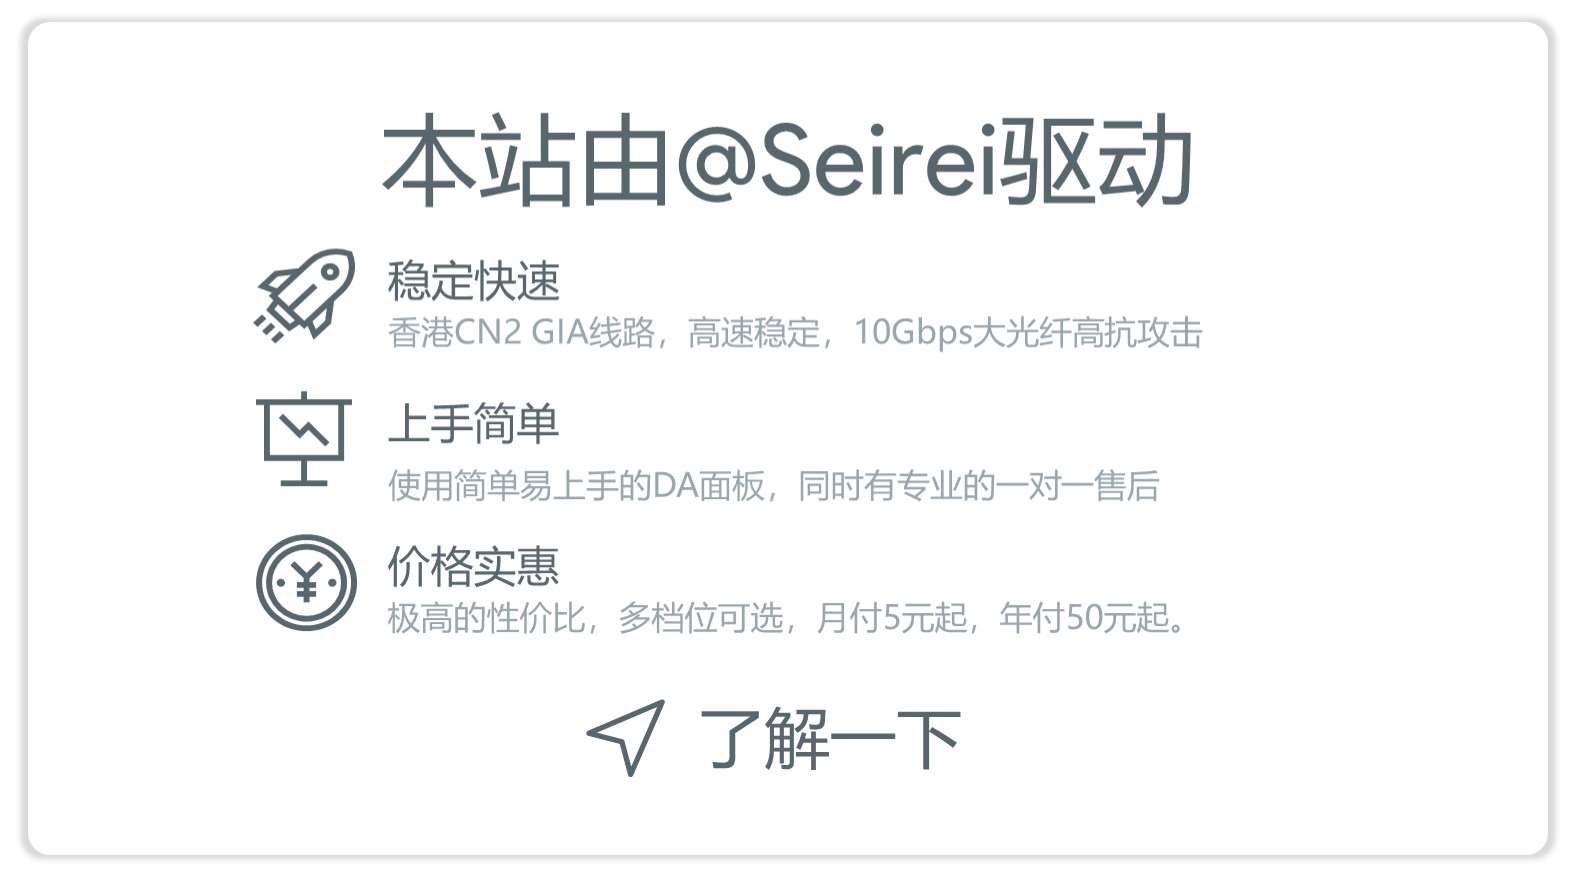 本站由@Seirei驱动
稳定快速
香港CN2 GIA线路，高速稳定，10Gbps大光纤高抗攻击
上手简单
使用简单易上手的DA面板，同时有专业的一对一售后
价格实惠
极高的性价比，多档位可选，月付5元起，年付50元起。
了解一下